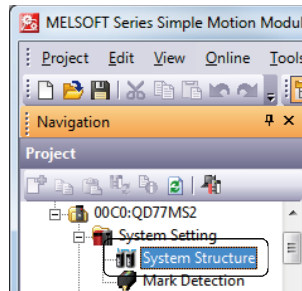 MELSOFT Series Simple Motion Modul
Project Edit View Online Tools
Navigation
Project
00C0:QD77MS2
System Setting
System Structure
Mark Detection